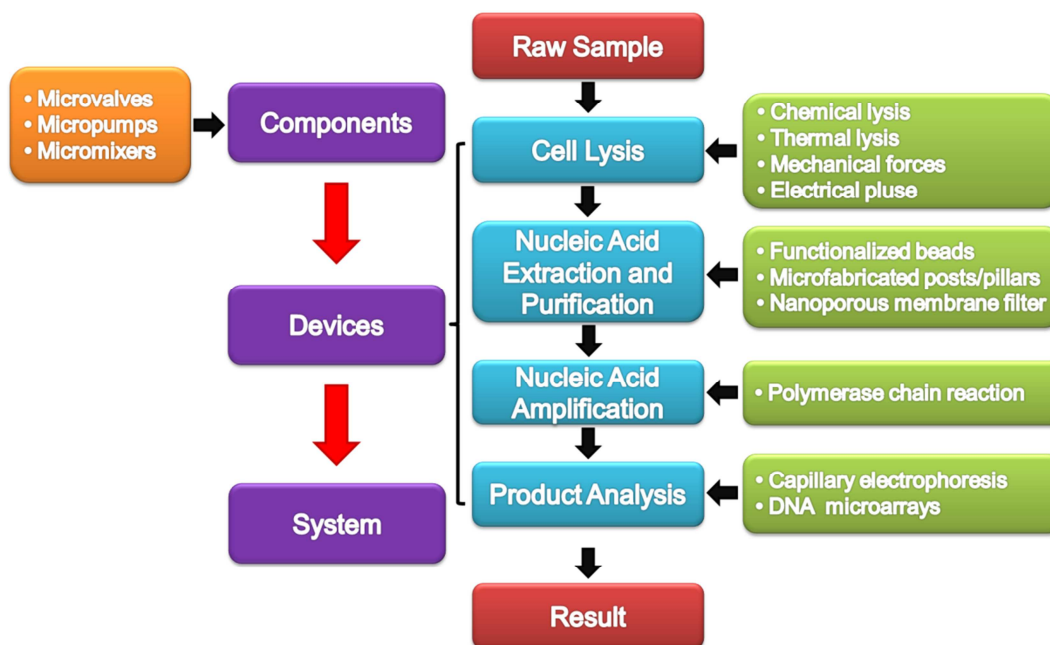 Raw Sample
• Microvalves
• Micropumps
• Micromixers
Components
Cell Lysis
• Chemical lysis
• Thermal lysis
• Mechanical forces
• Electrical pluse
Nucleic Acid
Extraction and
Purification
• Functionalized beads
• Microfabricated posts/pillars
• Nanoporous membrane filter
Devices
Nucleic Acid
Amplification
• Polymerase chain reaction
System
Product Analysis
• Capillary electrophoresis
• DNA microarrays
Result